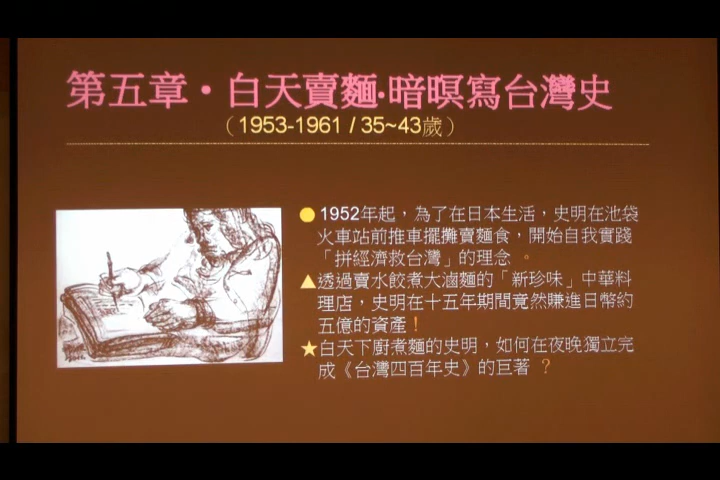 第五章・白天賣麵·暗暝寫台灣史
（1953-1961 / 35~43歲）
●1952年起，為了在日本生活，史明在池袋
火車站前推車擺攤賣麵食，開始自我實踐
「拼經濟救台灣」的理念 。
▲透過賣水餃煮大滷麵的「新珍味」中華料
理店，史明在十五年期間竟然賺進日幣約
五億的資產！
★白天下廚煮麵的史明，如何在夜晚獨立完
成《台灣四百年史》的巨著 ？